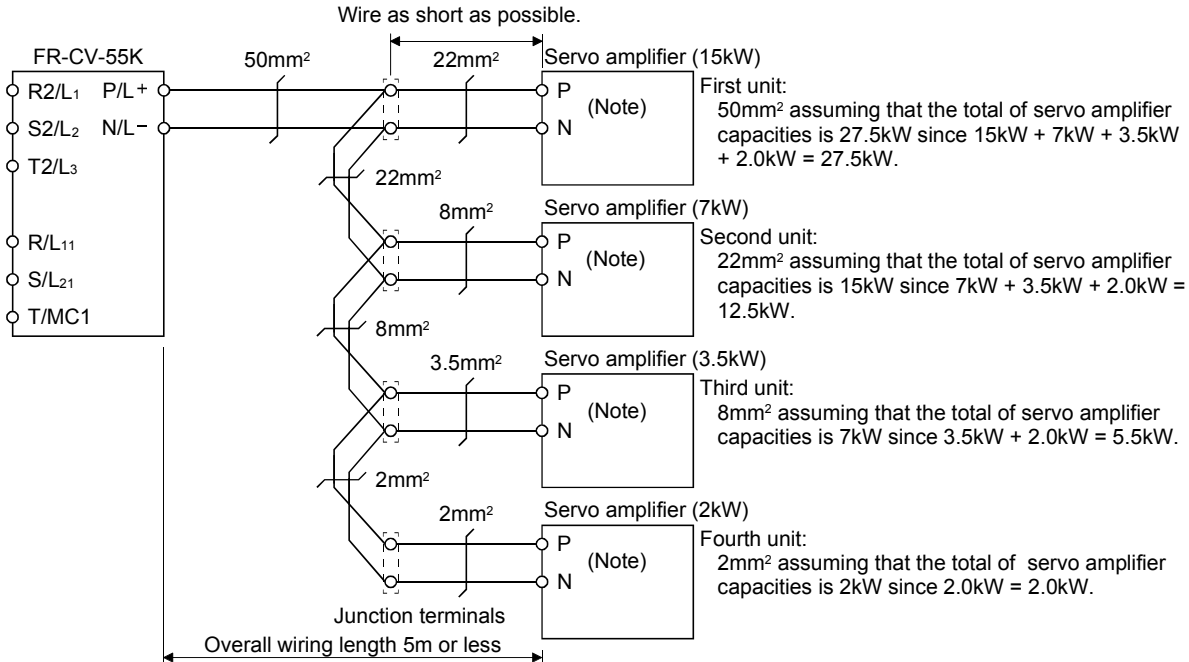 Wire as short as possible.
FR-CV-55K
50mm²
22mm²
Servo amplifier (15kW)
R2/L1 P/L+
S2/L2 N/L−
T2/L3
R/L11
S/L21
T/MC1
P
(Note)
N
First unit:
50mm² assuming that the total of servo amplifier
capacities is 27.5kW since 15kW + 7kW + 3.5kW
+ 2.0kW = 27.5kW.
22mm²
8mm²
Servo amplifier (7kW)
P
(Note)
N
Second unit:
22mm² assuming that the total of servo amplifier
capacities is 15kW since 7kW + 3.5kW + 2.0kW =
12.5kW.
8mm²
3.5mm²
Servo amplifier (3.5kW)
P
(Note)
N
Third unit:
8mm² assuming that the total of servo amplifier
capacities is 7kW since 3.5kW + 2.0kW = 5.5kW.
2mm²
2mm²
Servo amplifier (2kW)
P
(Note)
N
Fourth unit:
2mm² assuming that the total of servo amplifier
capacities is 2kW since 2.0kW = 2.0kW.
Junction terminals
Overall wiring length 5m or less